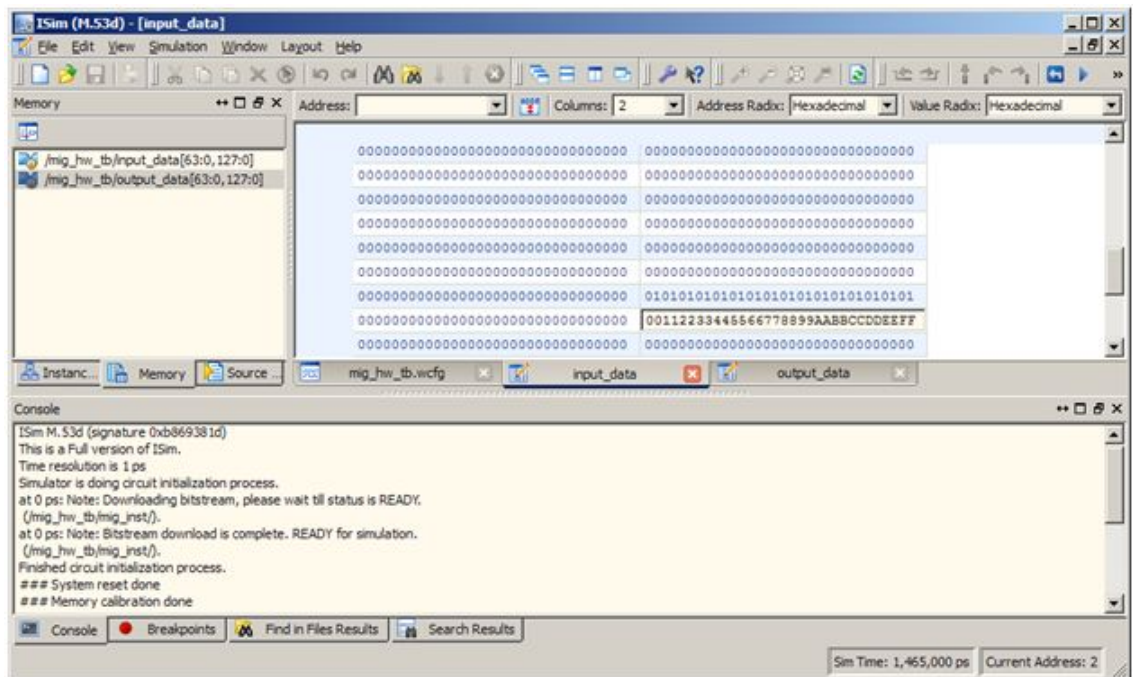 ISim (M.53d) - [input_data]
File Edit View Simulation Window Layout Help
Memory
Address: Columns: 2 Address Radix: Hexadecimal Value Radix: Hexadecimal
/mig_hw_tb/input_data[63:0,127:0]
/mig_hw_tb/output_data[63:0,127:0]
00000000000000000000000000000000 00000000000000000000000000000000
00000000000000000000000000000000 00000000000000000000000000000000
00000000000000000000000000000000 00000000000000000000000000000000
00000000000000000000000000000000 00000000000000000000000000000000
00000000000000000000000000000000 00000000000000000000000000000000
00000000000000000000000000000000 00000000000000000000000000000000
00000000000000000000000000000000 01010101010101010101010101010101
00000000000000000000000000000000 00112233445566778899AABBCCDDEEFF
00000000000000000000000000000000 00000000000000000000000000000000
Instanc... Memory Source ... mig_hw_tb.wcfg input_data output_data
Console
ISim M.53d (signature 0xb869381d)
This is a Full version of ISim.
Time resolution is 1 ps
Simulator is doing circuit initialization process.
at 0 ps: Note: Downloading bitstream, please wait till status is READY.
(/mig_hw_tb/mig_inst/).
at 0 ps: Note: Bitstream download is complete. READY for simulation.
(/mig_hw_tb/mig_inst/).
Finished circuit initialization process.
### System reset done
### Memory calibration done
Console Breakpoints Find in Files Results Search Results
Sim Time: 1,465,000 ps Current Address: 2